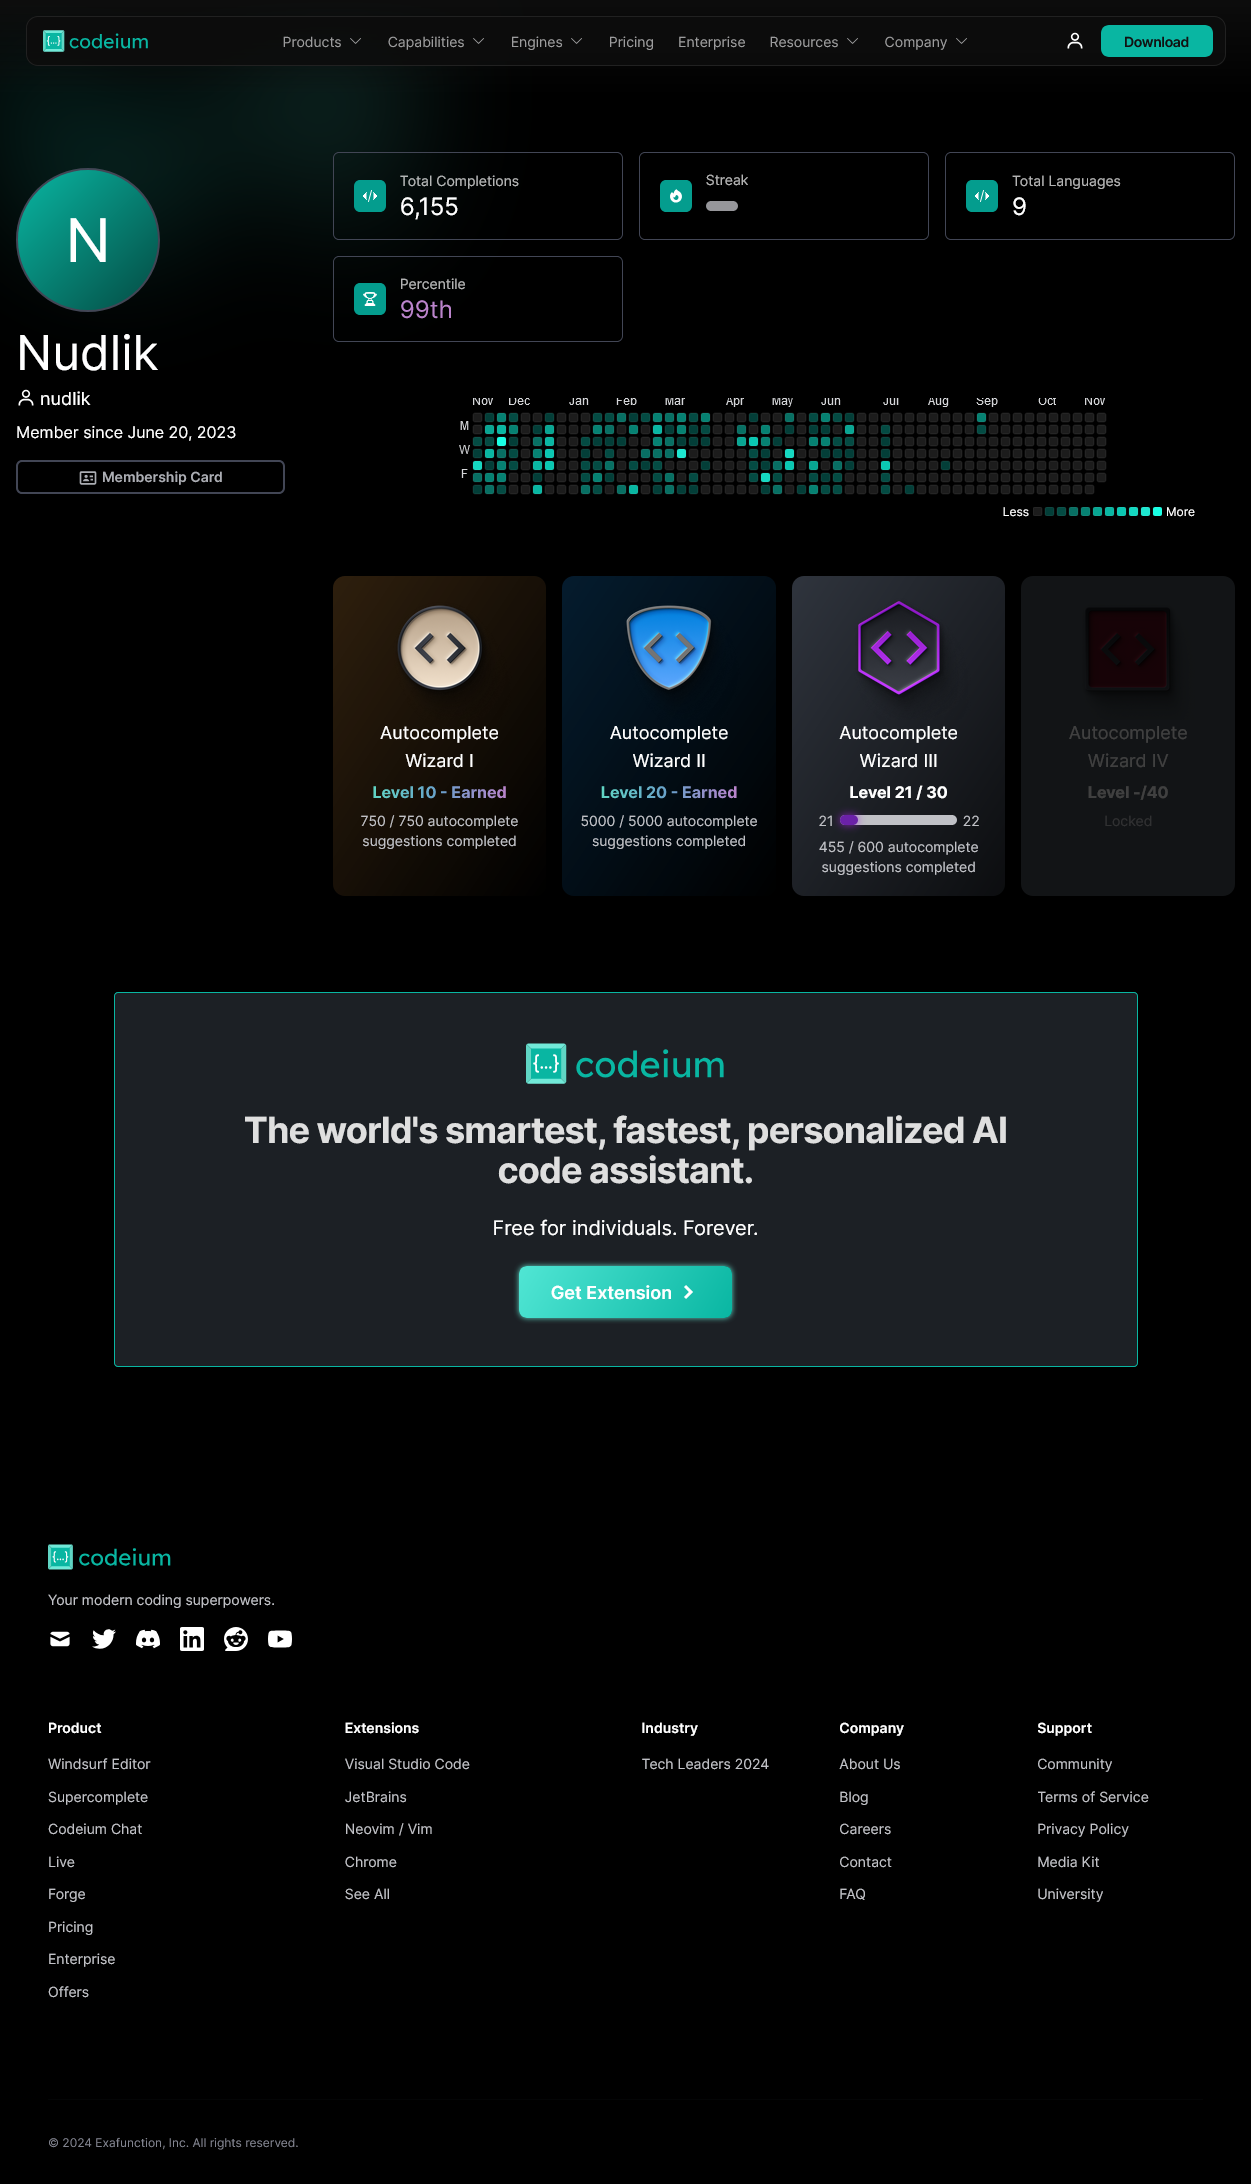 codeium
Products
Capabilities
Engines
Pricing
Enterprise
Resources
Company
Download
N
Nudlik
nudlik
Member since June 20, 2023
Membership Card
Total Completions
6,155
Streak
Total Languages
9
Percentile
99th
Nov Dec Jan Feb Mar Apr May Jun Jul Aug Sep Oct Nov
M
W
F
Less More
Autocomplete
Wizard I
Level 10 - Earned
750 / 750 autocomplete
suggestions completed
Autocomplete
Wizard II
Level 20 - Earned
5000 / 5000 autocomplete
suggestions completed
Autocomplete
Wizard III
Level 21 / 30
21 22
455 / 600 autocomplete
suggestions completed
Autocomplete
Wizard IV
Level -/40
Locked
{...} codeium
The world's smartest, fastest, personalized AI
code assistant.
Free for individuals. Forever.
Get Extension
codeium
Your modern coding superpowers.
Product
Windsurf Editor
Supercomplete
Codeium Chat
Live
Forge
Pricing
Enterprise
Offers
Extensions
Visual Studio Code
JetBrains
Neovim / Vim
Chrome
See All
Industry
Tech Leaders 2024
Company
About Us
Blog
Careers
Contact
FAQ
Support
Community
Terms of Service
Privacy Policy
Media Kit
University
© 2024 Exafunction, Inc. All rights reserved.